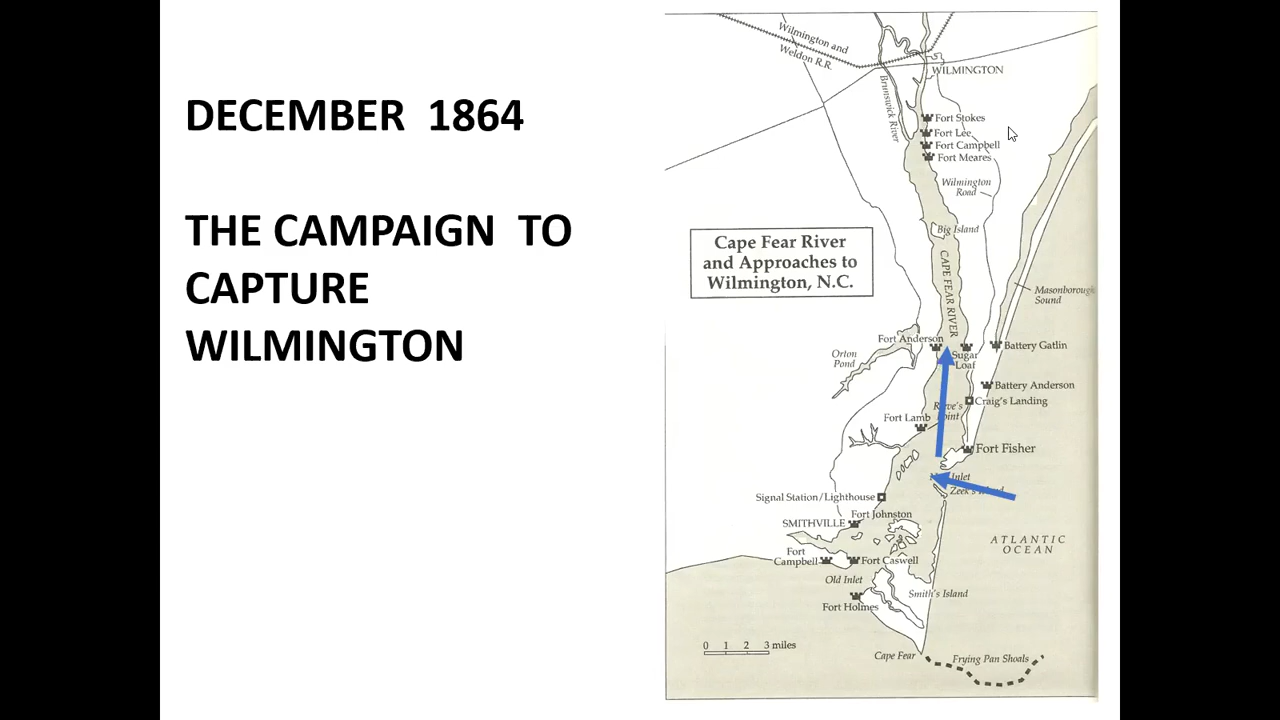 DECEMBER 1864
THE CAMPAIGN TO
CAPTURE
WILMINGTON
Wilmington and
Weldon R.R.
WILMINGTON
Brunswick River
Fort Stokes
Fort Lee
Fort Campbell
Fort Meares
Wilmington
Road
Big Island
Cape Fear River
and Approaches to
Wilmington, N.C.
CAPE FEAR RIVER
Masonborough
Sound
Fort Anderson
Sugar
Loaf
Battery Gatlin
Orton
Pond
Battery Anderson
Craig's Landing
Point
Fort Lamb
Fort Fisher
Inlet
Zeek's Island
Signal Station/Lighthouse
Fort Johnston
SMITHVILLE
ATLANTIC
OCEAN
Fort
Campbell
Fort Caswell
Old Inlet
Smith's Island
Fort Holmes
0 1 2 3 miles
Cape Fear
Frying Pan Shoals